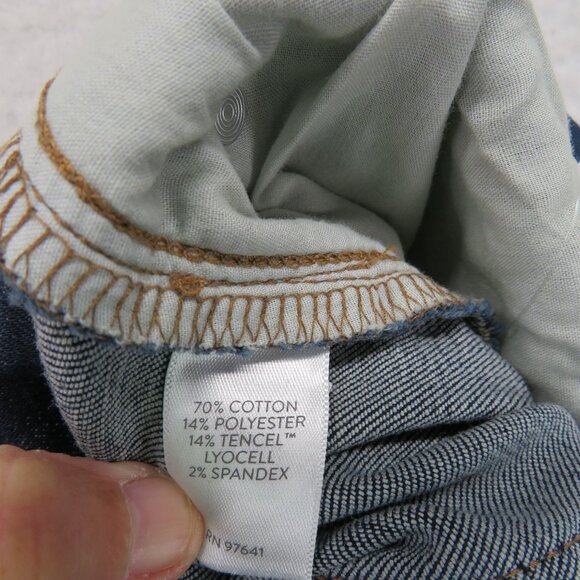 70% COTTON
14% POLYESTER
14% TENCEL™
LYOCELL
2% SPANDEX
RN 97641